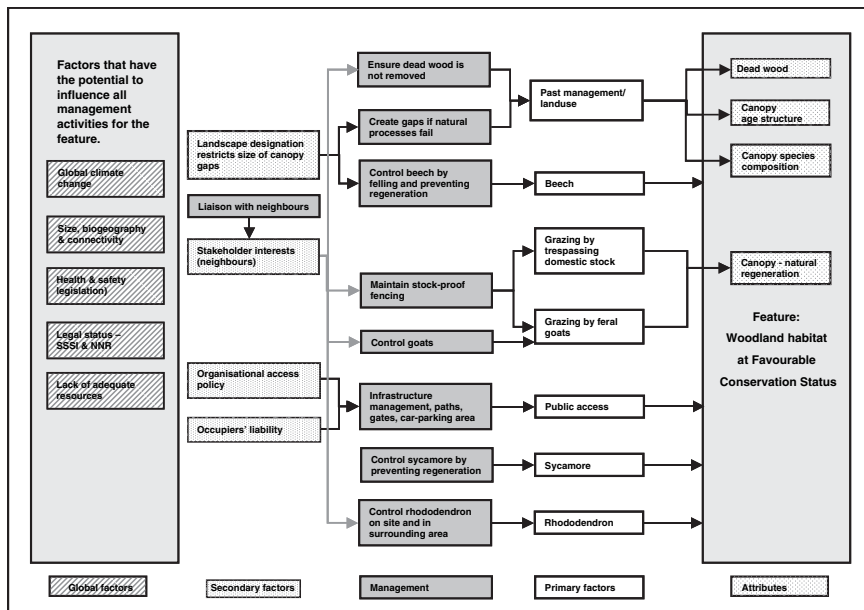 Factors that have
the potential to
influence all
management
activities for the
feature.
Global climate
change
Size, biogeography
& connectivity
Health & safety
legislation)
Legal status –
SSSI & NNR
Lack of adequate
resources
Landscape designation
restricts size of canopy
gaps
Liaison with neighbours
Stakeholder interests
(neighbours)
Organisational access
policy
Occupiers' liability
Ensure dead wood is
not removed
Create gaps if natural
processes fail
Control beech by
felling and preventing
regeneration
Maintain stock-proof
fencing
Control goats
Infrastructure
management, paths,
gates, car-parking area
Control sycamore by
preventing regeneration
Control rhododendron
on site and in
surrounding area
Past management/
landuse
Beech
Grazing by
trespassing
domestic stock
Grazing by feral
goats
Public access
Sycamore
Rhododendron
Dead wood
Canopy
age structure
Canopy species
composition
Canopy - natural
regeneration
Feature:
Woodland habitat
at Favourable
Conservation Status
Global factors
Secondary factors
Management
Primary factors
Attributes